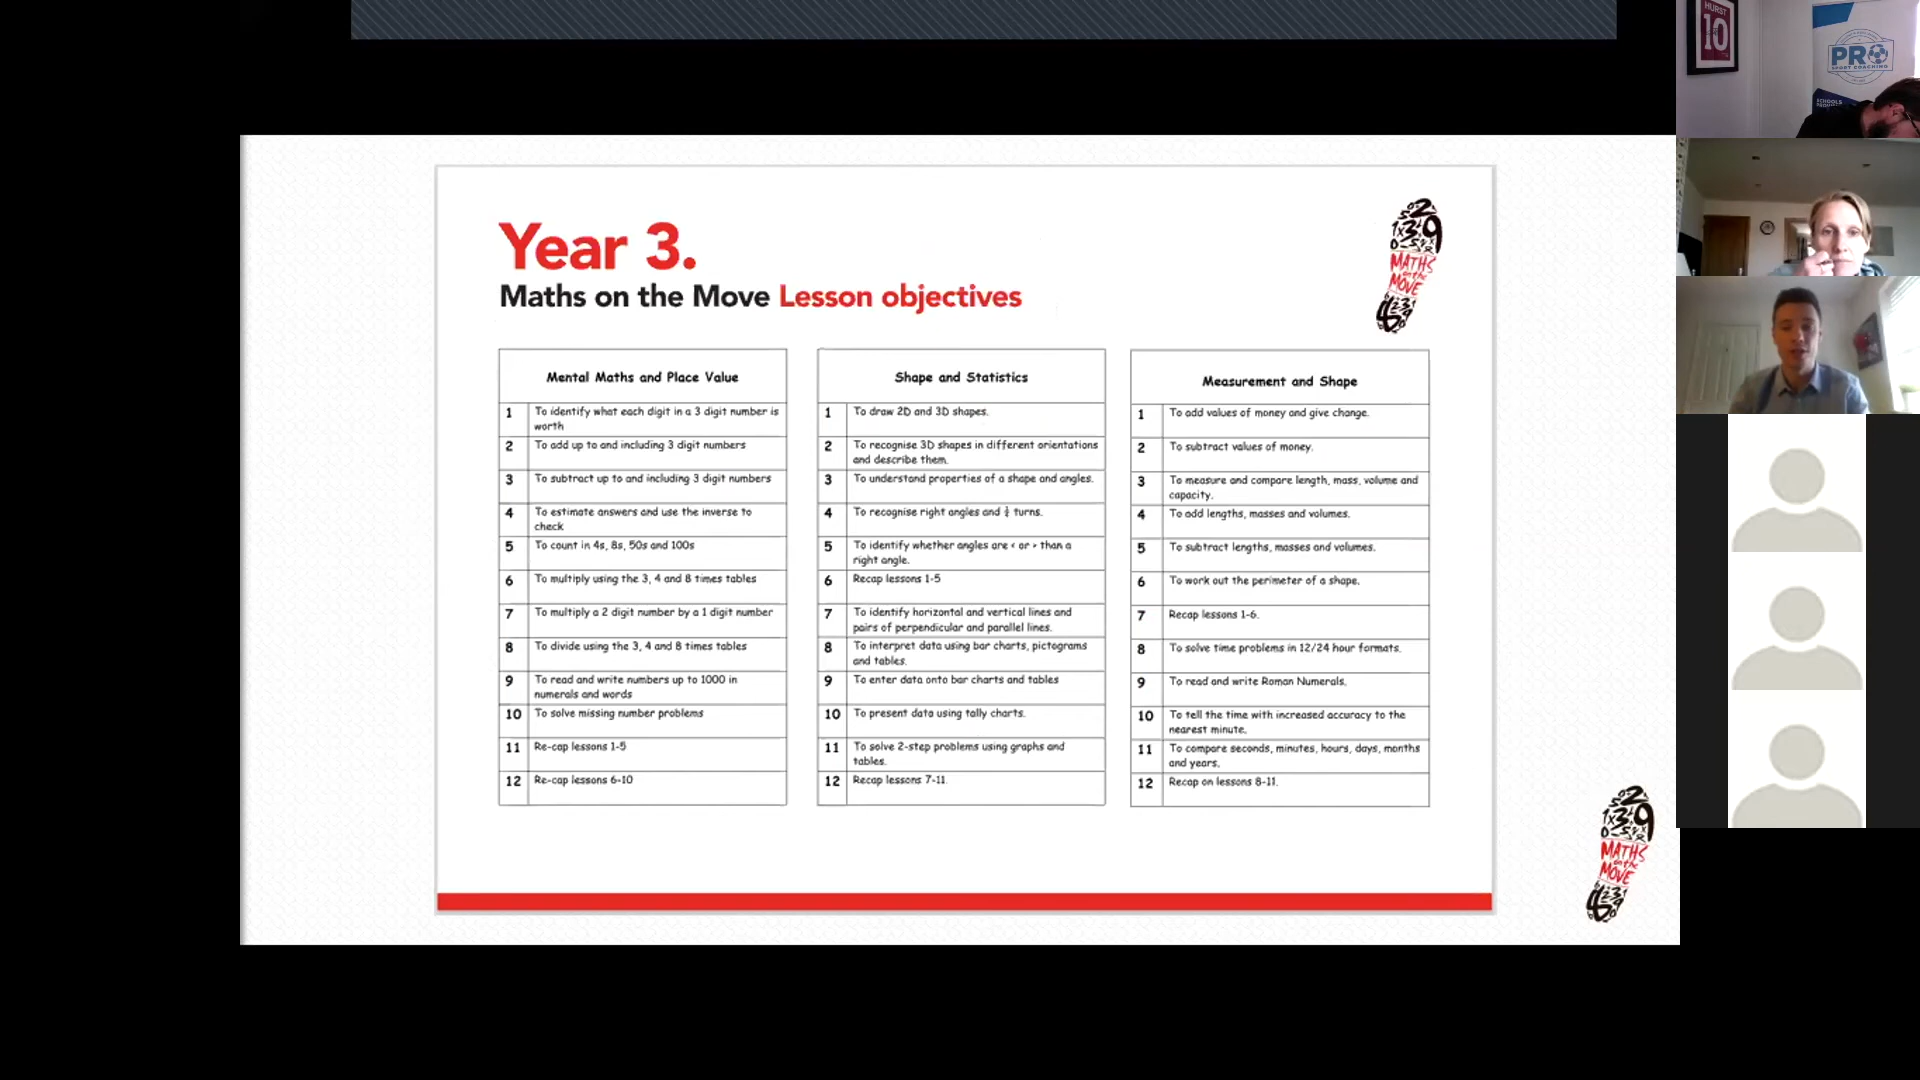 HURST
10
PRO
SPORT COACHING
SCHOOLS
Year 3.
Maths on the Move Lesson objectives
MATHS
on the
MOVE
Mental Maths and Place Value
1 To identify what each digit in a 3 digit number is
worth
2 To add up to and including 3 digit numbers
3 To subtract up to and including 3 digit numbers
4 To estimate answers and use the inverse to
check
5 To count in 4s, 8s, 50s and 100s
6 To multiply using the 3, 4 and 8 times tables
7 To multiply a 2 digit number by a 1 digit number
8 To divide using the 3, 4 and 8 times tables
9 To read and write numbers up to 1000 in
numerals and words
10 To solve missing number problems
11 Re-cap lessons 1-5
12 Re-cap lessons 6-10
Shape and Statistics
1 To draw 2D and 3D shapes.
2 To recognise 3D shapes in different orientations
and describe them.
3 To understand properties of a shape and angles.
4 To recognise right angles and turns.
5 To identify whether angles are < or > than a
right angle.
6 Recap lessons 1-5
7 To identify horizontal and vertical lines and
pairs of perpendicular and parallel lines.
8 To interpret data using bar charts, pictograms
and tables.
9 To enter data onto bar charts and tables
10 To present data using tally charts.
11 To solve 2-step problems using graphs and
tables.
12 Recap lessons 7-11.
Measurement and Shape
1 To add values of money and give change.
2 To subtract values of money.
3 To measure and compare length, mass, volume and
capacity.
4 To add lengths, masses and volumes.
5 To subtract lengths, masses and volumes.
6 To work out the perimeter of a shape.
7 Recap lessons 1-6.
8 To solve time problems in 12/24 hour formats.
9 To read and write Roman Numerals.
10 To tell the time with increased accuracy to the
nearest minute.
11 To compare seconds, minutes, hours, days, months
and years.
12 Recap on lessons 8-11.
MATHS
on the
MOVE